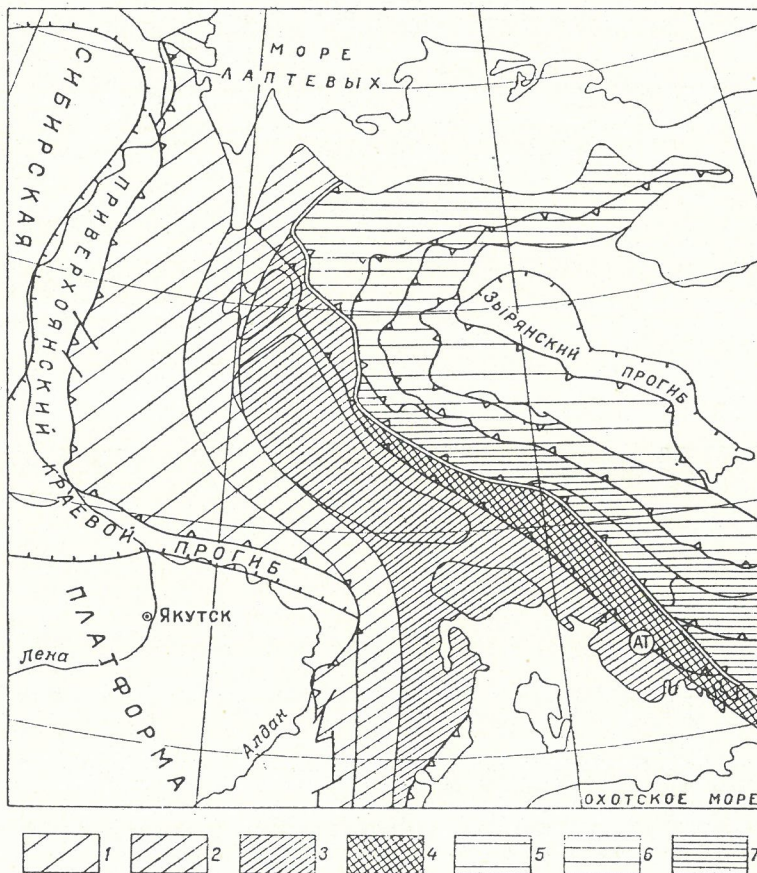 МОРЕ
ЛАПТЕВЫХ
СИБИРСКАЯ
ПРИВЕРХОЯНСКИЙ
ЗЫРЯНСКИЙ
ПРОГИБ
КРАЕВОЙ
ПРОГИБ
ПЛАТФОРМА
ЯКУТСК
Лена
АТ
Алдан
ОХОТСКОЕ МОРЕ
1 2 3 4 5 6 7